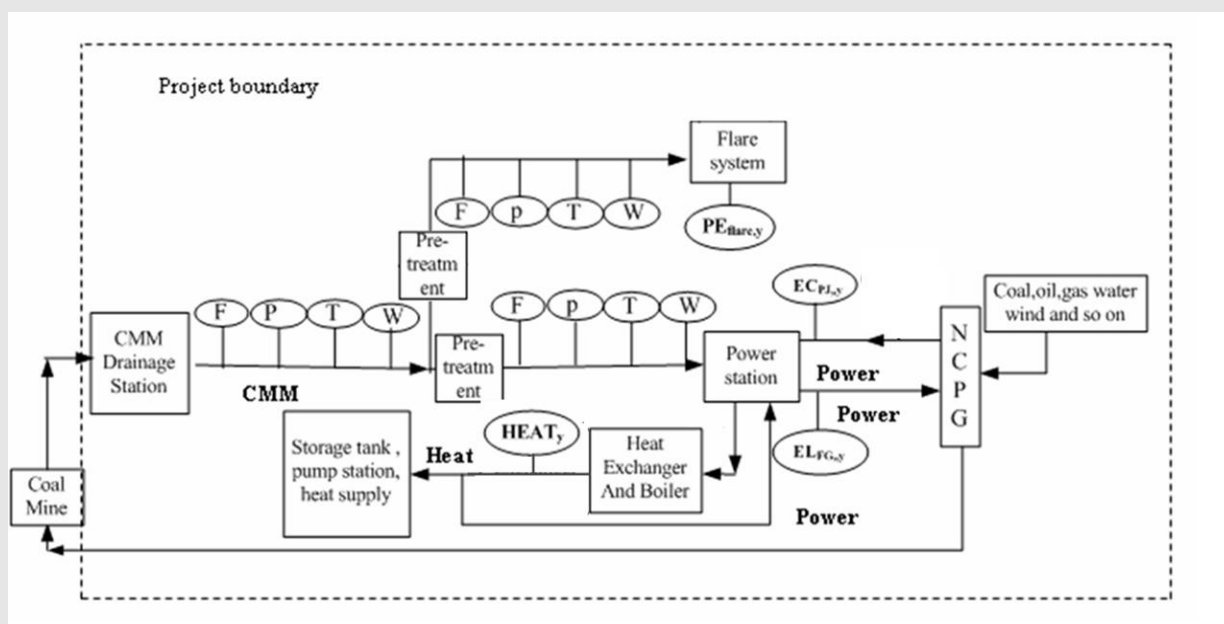 Project boundary
Flare
system
F
p
T
W
PEflare,y
Pre-
treatm
ent
ECPJ,y
Coal,oil,gas water
wind and so on
F
P
T
W
F
p
T
W
CMM
Drainage
Station
Pre-
treatm
ent
Power
station
N
C
P
G
Power
CMM
Power
Storage tank ,
pump station,
heat supply
Heat
HEATy
Heat
Exchanger
And Boiler
ELFG,y
Coal
Mine
Power